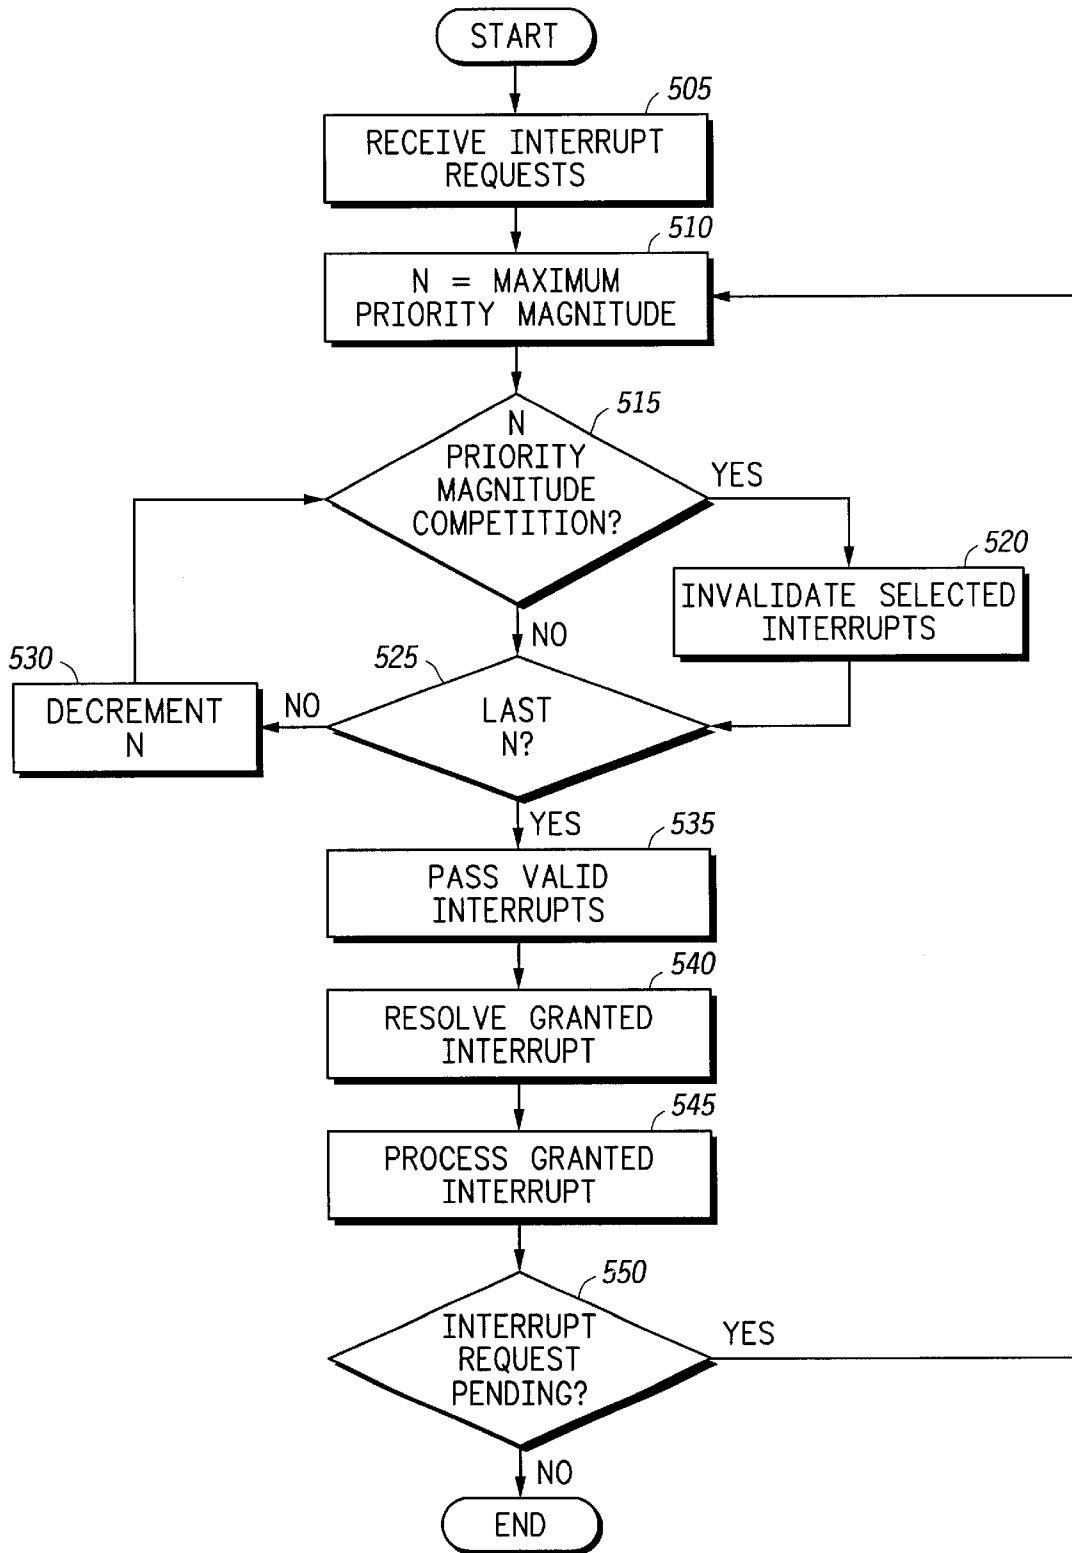 START
505
RECEIVE INTERRUPT
REQUESTS
510
N = MAXIMUM
PRIORITY MAGNITUDE
515
N
PRIORITY
MAGNITUDE
COMPETITION?
YES
520
INVALIDATE SELECTED
INTERRUPTS
NO
525
530
DECREMENT
N
NO
LAST
N?
YES
535
PASS VALID
INTERRUPTS
540
RESOLVE GRANTED
INTERRUPT
545
PROCESS GRANTED
INTERRUPT
550
INTERRUPT
REQUEST
PENDING?
YES
NO
END